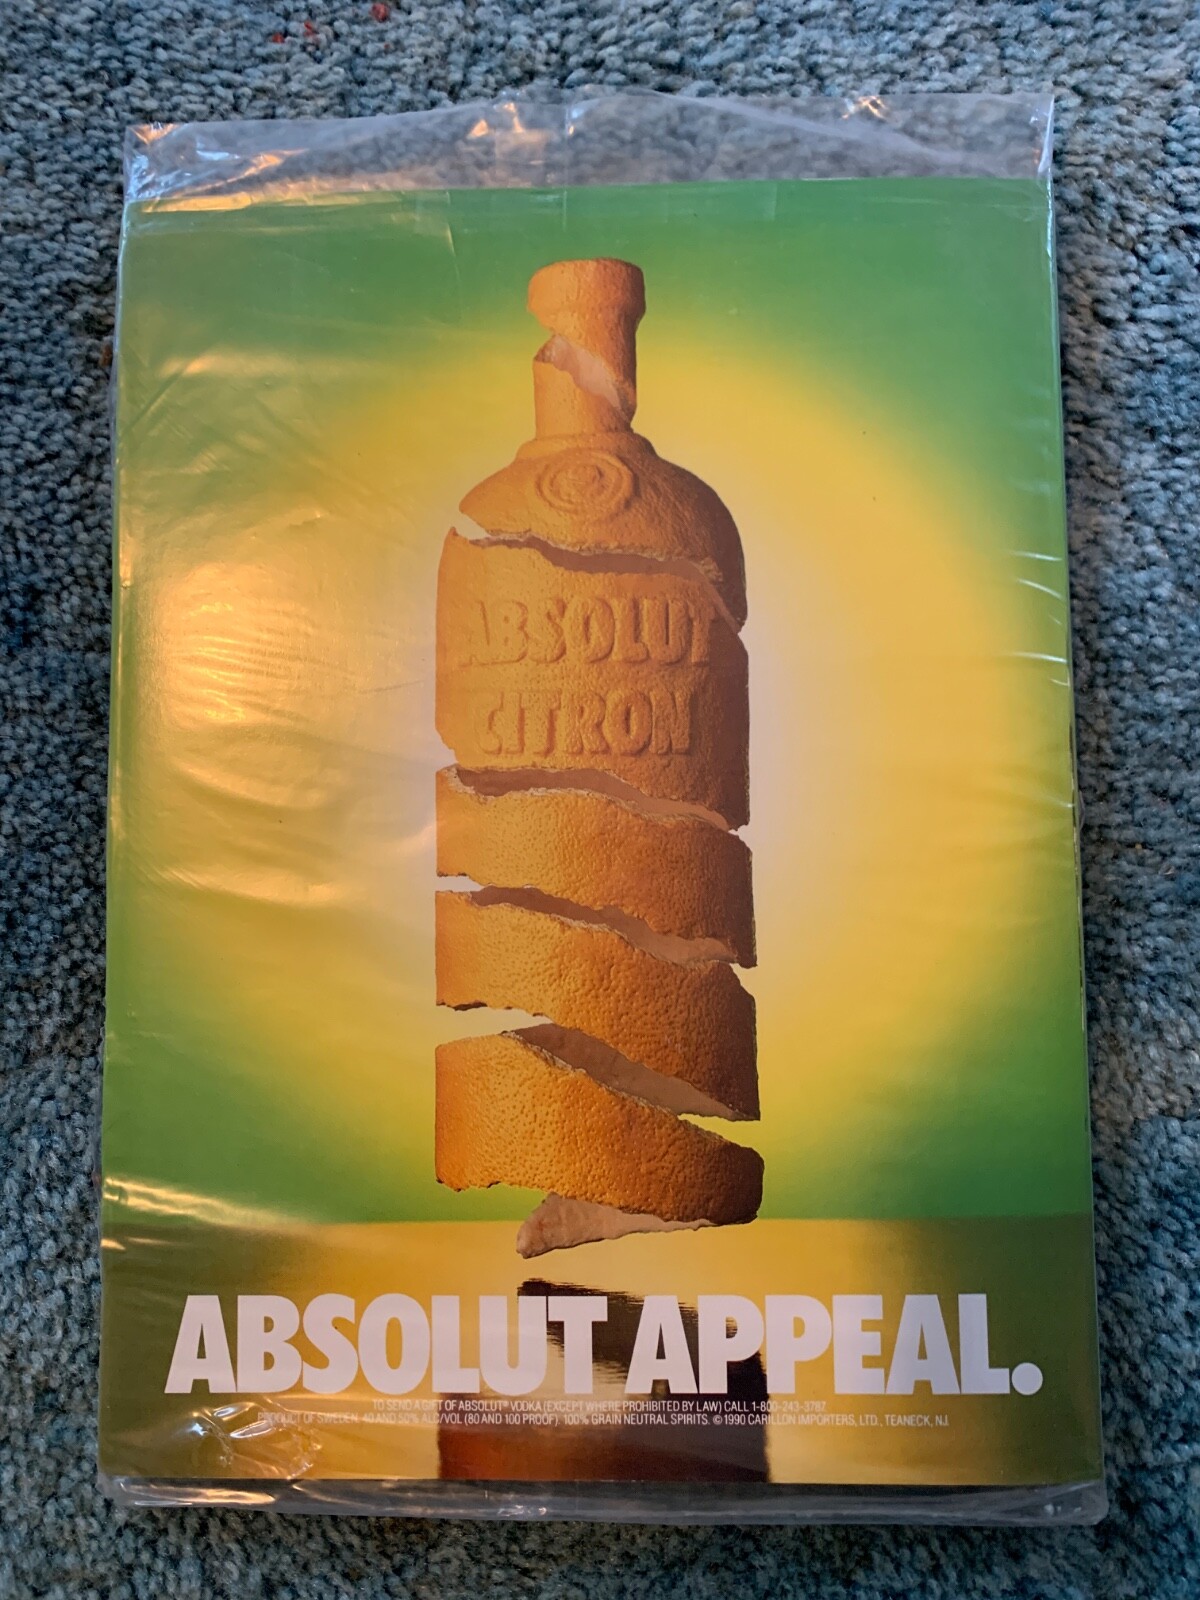 ABSOLUT
CITRON
ABSOLUT APPEAL.
TO SEND A GIFT OF ABSOLUT® VODKA (EXCEPT WHERE PROHIBITED BY LAW) CALL 1-800-243-3787
PRODUCT OF SWEDEN. 40 AND 50% ALC/VOL (80 AND 100 PROOF). 100% GRAIN NEUTRAL SPIRITS. ©1990 CARILLON IMPORTERS, LTD., TEANECK, NJ.